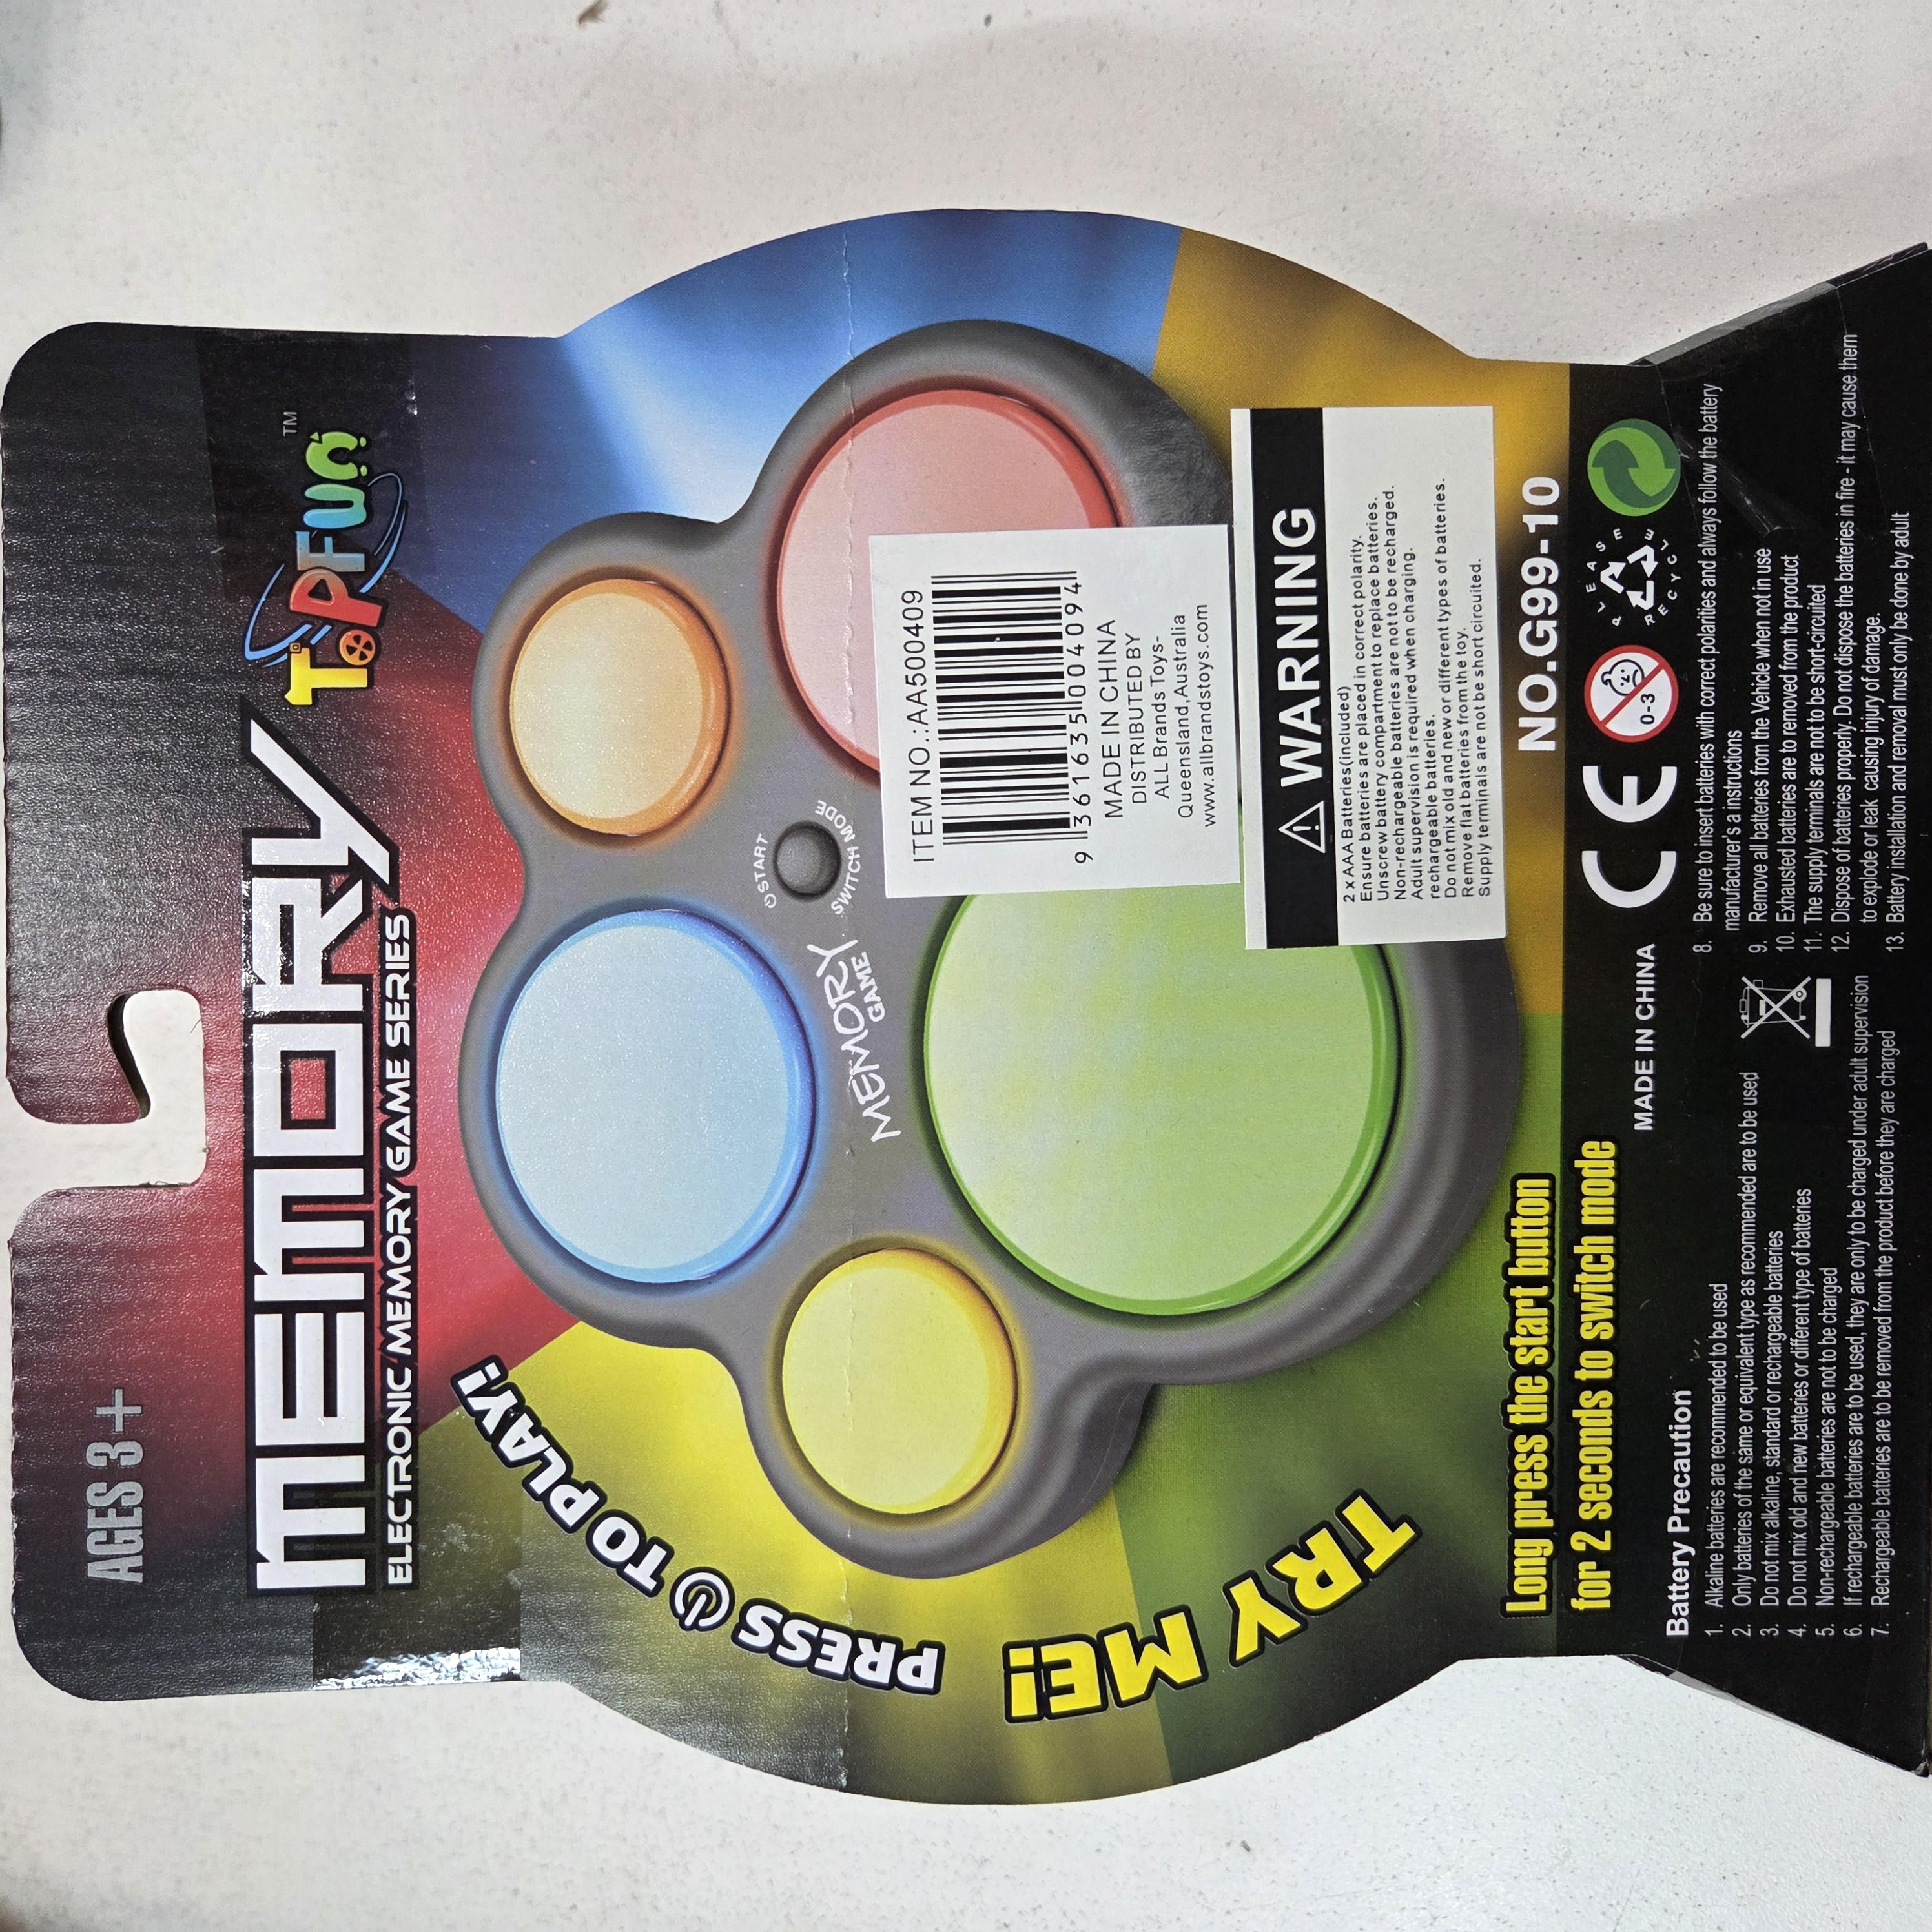 AGES 3+
MEMORY
TOPFUN™
ELECTRONIC MEMORY GAME SERIES
PRESS TO PLAY!
TRY ME!
START
SWITCH MODE
MEMORY
GAME
ITEM NO.:AA500409
9 361635 004094
MADE IN CHINA
DISTRIBUTED BY
ALL Brands Toys-
Queensland,Australia
www.allbrandstoys.com
⚠ WARNING
2 x AAA Batteries(included)
Ensure batteries are placed in correct polarity.
Unscrew battery compartment to replace batteries.
Non-rechargeable batteries are not to be recharged.
Adult supervision is required when charging.
rechargeable batteries.
Do not mix old and new or different types of batteries.
Remove flat batteries from the toy.
Supply terminals are not be short circuited.
NO.G99-10
Long press the start button
for 2 seconds to switch mode
MADE IN CHINA
CE
0-3
PLEASE RECYCLE
Battery Precaution
1. Alkaline batteries are recommended to be used
2. Only batteries of the same or equivalent type as recommended are to be used
3. Do not mix alkaline, standard or rechargeable batteries
4. Do not mix old and new batteries or different type of batteries
5. Non-rechargeable batteries are not to be charged
6. If rechargeable batteries are to be used, they are only to be charged under adult supervision
7. Rechargeable batteries are to be removed from the product before they are charged
8. Be sure to insert batteries with correct polarities and always follow the battery
manufacturer's a instructions
9. Remove all batteries from the Vehicle when not in use
10. Exhausted batteries are to removed from the product
11. The supply terminals are not to be short-circuited
12. Dispose of batteries properly. Do not dispose the batteries in fire - it may cause them
to explode or leak causing injury of damage.
13. Battery installation and removal must only be done by adult